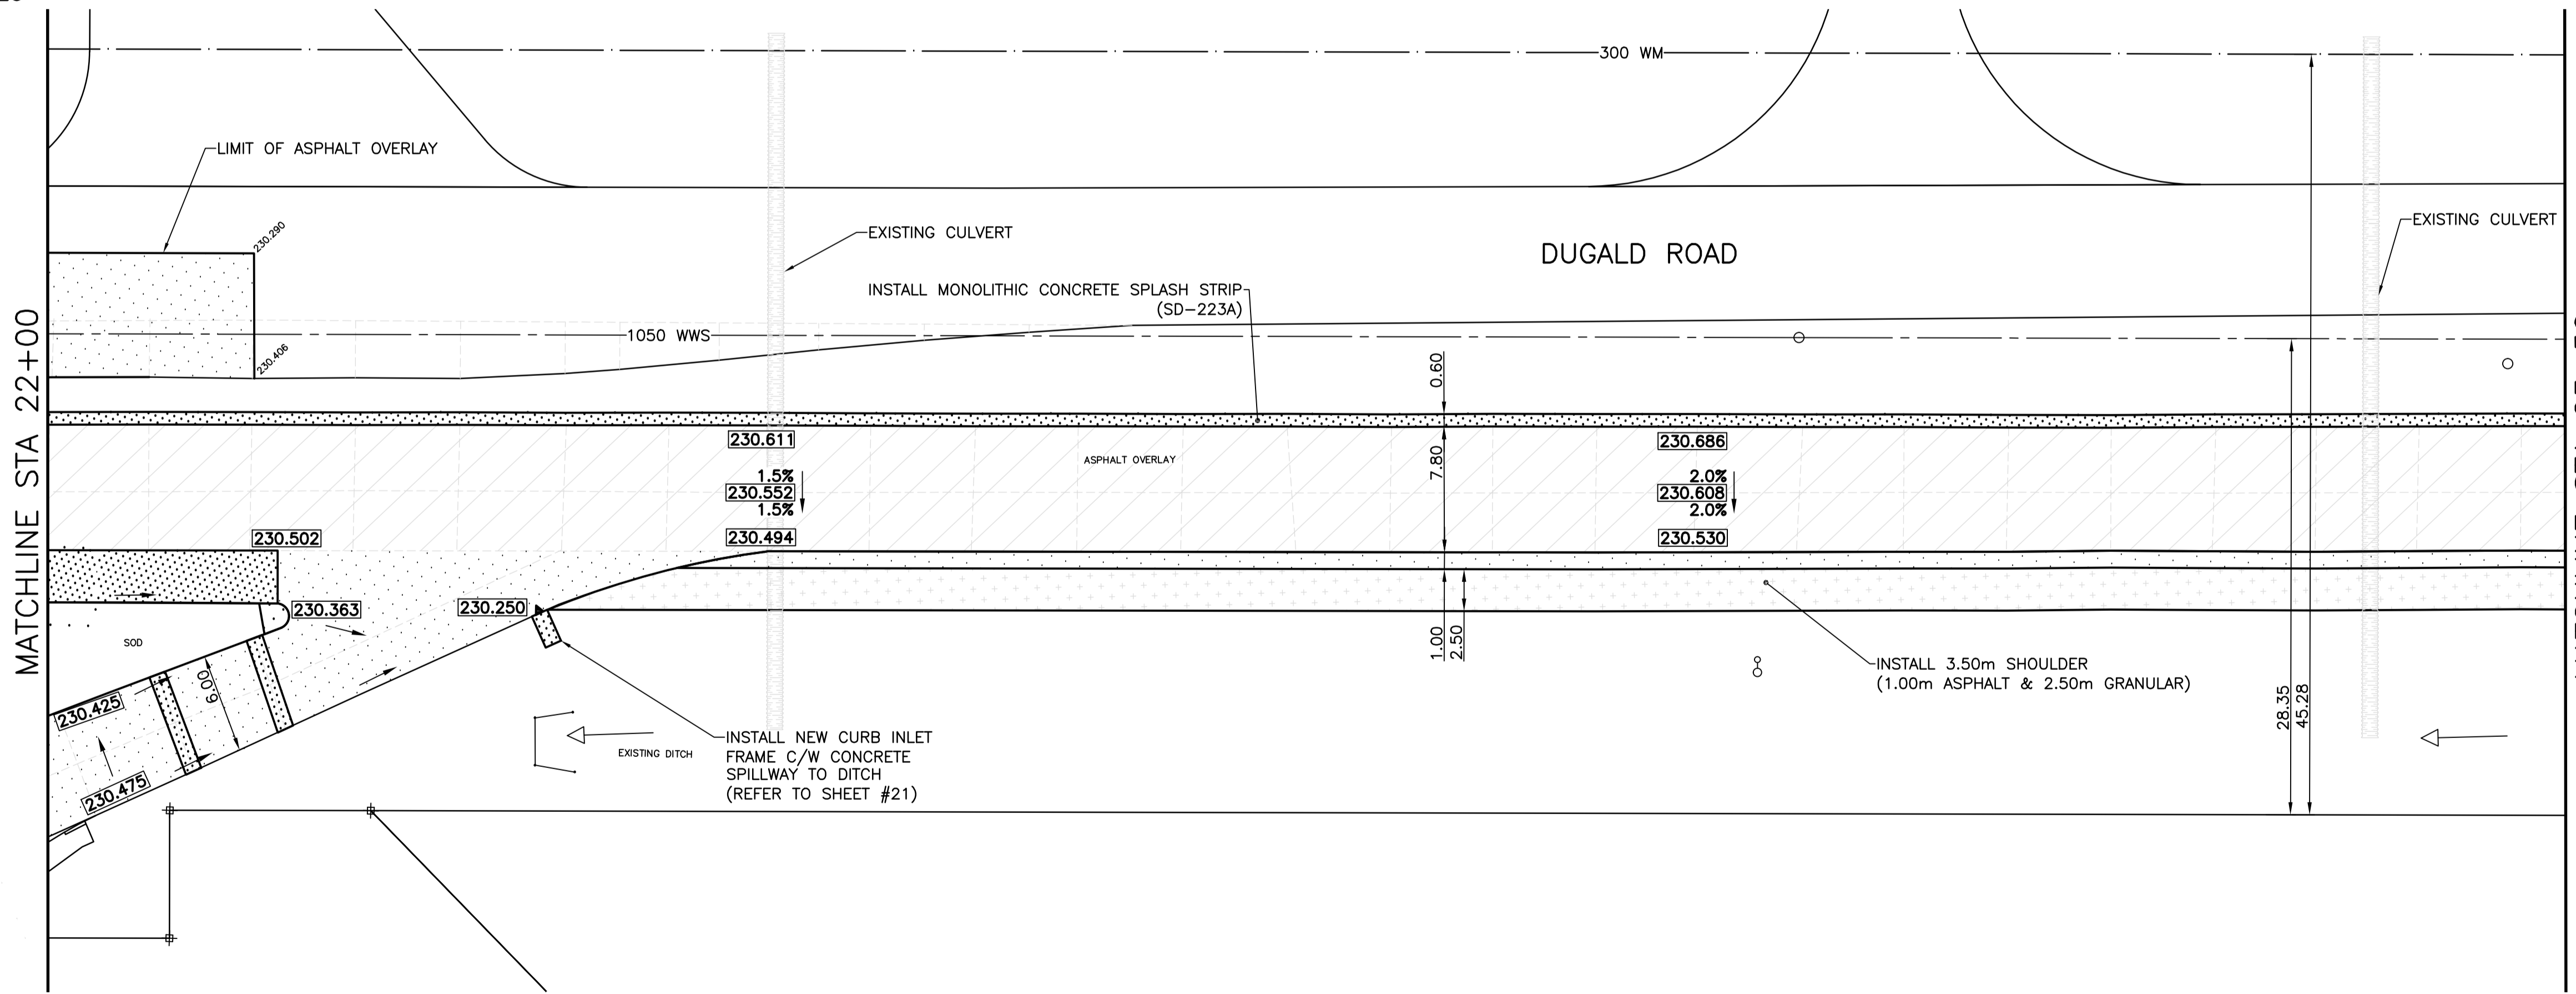 300 WM
LIMIT OF ASPHALT OVERLAY
230.290
EXISTING CULVERT
EXISTING CULVERT
DUGALD ROAD
INSTALL MONOLITHIC CONCRETE SPLASH STRIP
(SD-223A)
1050 WWS
230.406
0.60
MATCHLINE STA 22+00
230.611
230.686
ASPHALT OVERLAY
7.80
1.5%
230.552
1.5%
2.0%
230.608
2.0%
230.502
230.494
230.530
230.363
230.250
SOD
1.00
2.50
6.00
INSTALL 3.50m SHOULDER
(1.00m ASPHALT & 2.50m GRANULAR)
230.425
28.35
45.28
INSTALL NEW CURB INLET
FRAME C/W CONCRETE
SPILLWAY TO DITCH
(REFER TO SHEET #21)
EXISTING DITCH
230.475